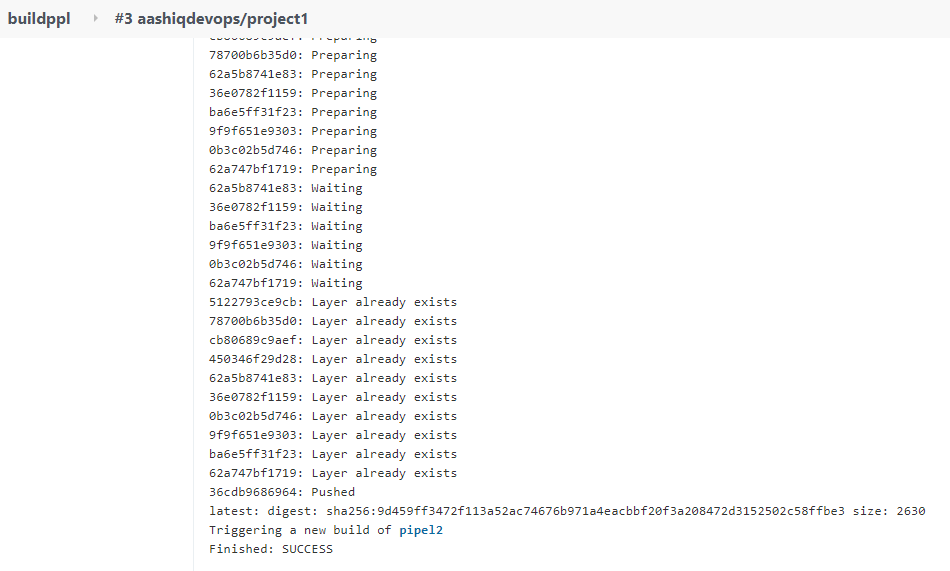 buildppl
#3 aashiqdevops/project1
cb80689c9aef: Preparing
78700b6b35d0: Preparing
62a5b8741e83: Preparing
36e0782f1159: Preparing
ba6e5ff31f23: Preparing
9f9f651e9303: Preparing
0b3c02b5d746: Preparing
62a747bf1719: Preparing
62a5b8741e83: Waiting
36e0782f1159: Waiting
ba6e5ff31f23: Waiting
9f9f651e9303: Waiting
0b3c02b5d746: Waiting
62a747bf1719: Waiting
5122793ce9cb: Layer already exists
78700b6b35d0: Layer already exists
cb80689c9aef: Layer already exists
450346f29d28: Layer already exists
62a5b8741e83: Layer already exists
36e0782f1159: Layer already exists
0b3c02b5d746: Layer already exists
9f9f651e9303: Layer already exists
ba6e5ff31f23: Layer already exists
62a747bf1719: Layer already exists
36cdb9686964: Pushed
latest: digest: sha256:9d459ff3472f113a52ac74676b971a4eacbbf20f3a208472d3152502c58ffbe3 size: 2630
Triggering a new build of pipel2
Finished: SUCCESS